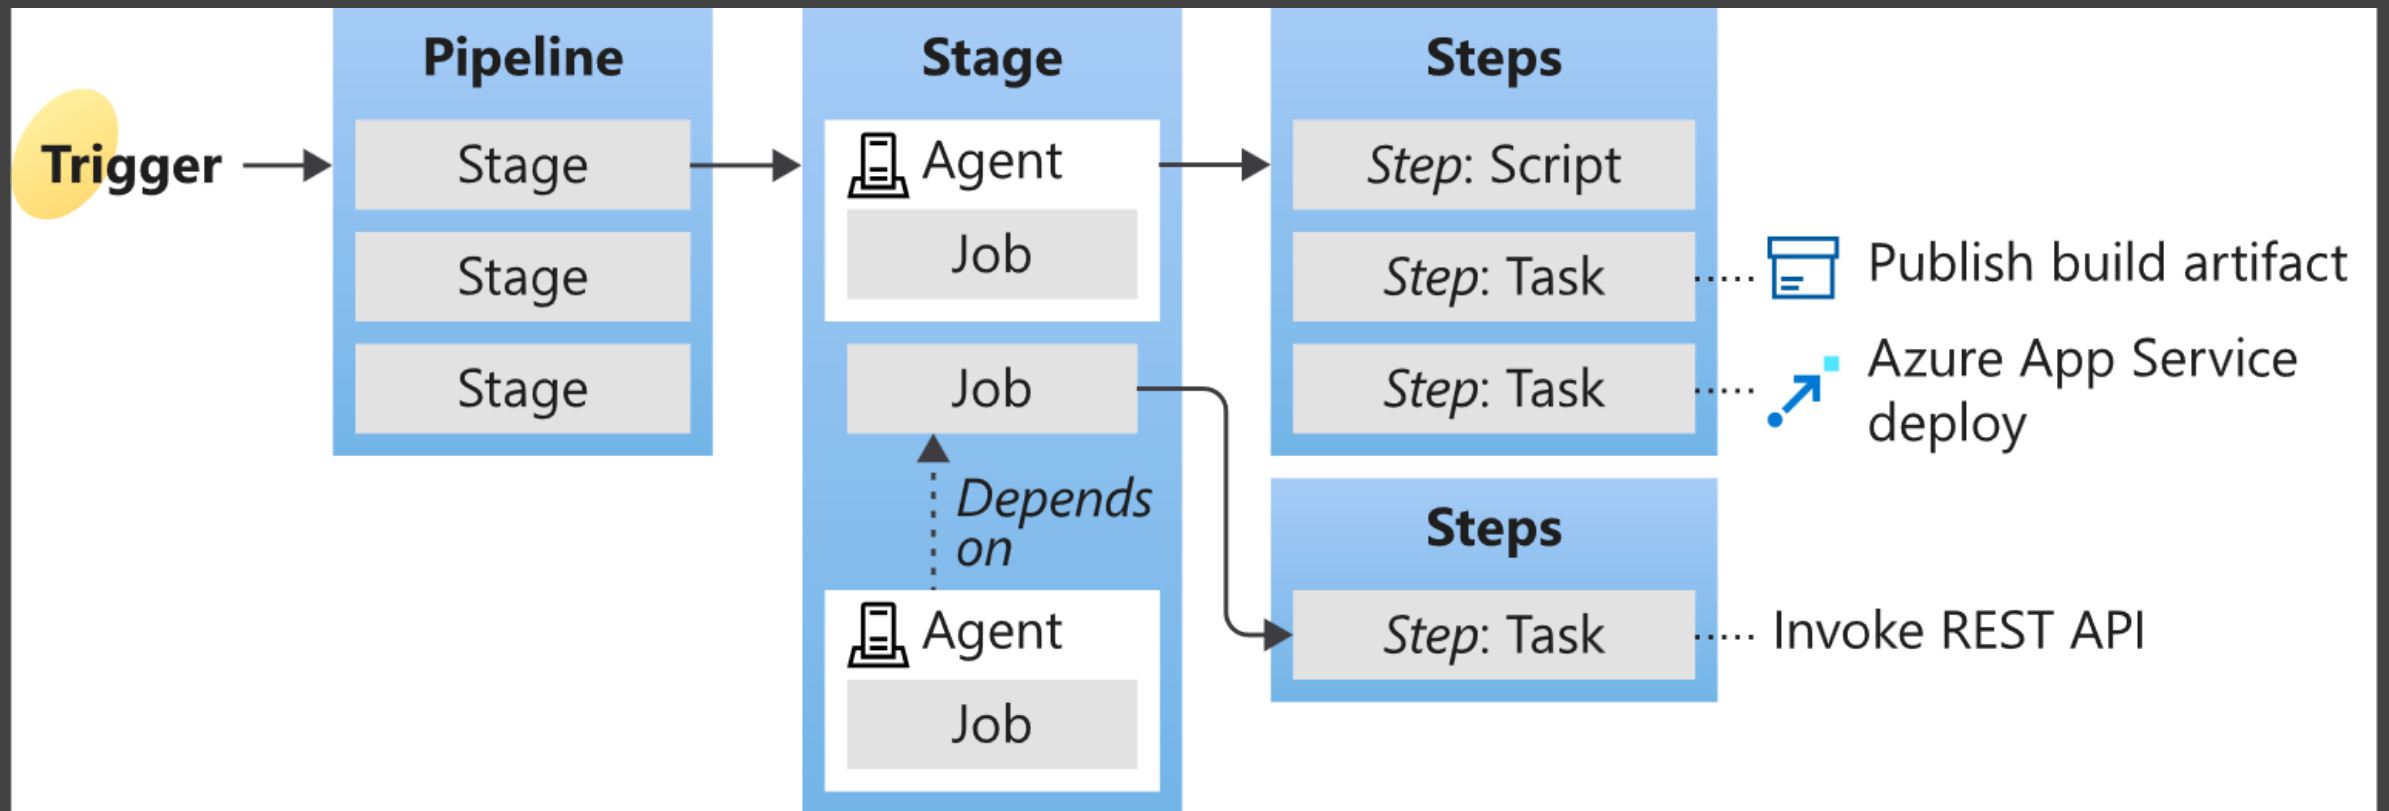 Trigger
Pipeline
Stage
Stage
Stage
Stage
Agent
Job
Job
Depends
on
Agent
Job
Steps
Step: Script
Step: Task
Step: Task
Publish build artifact
Azure App Service
deploy
Steps
Step: Task
Invoke REST API